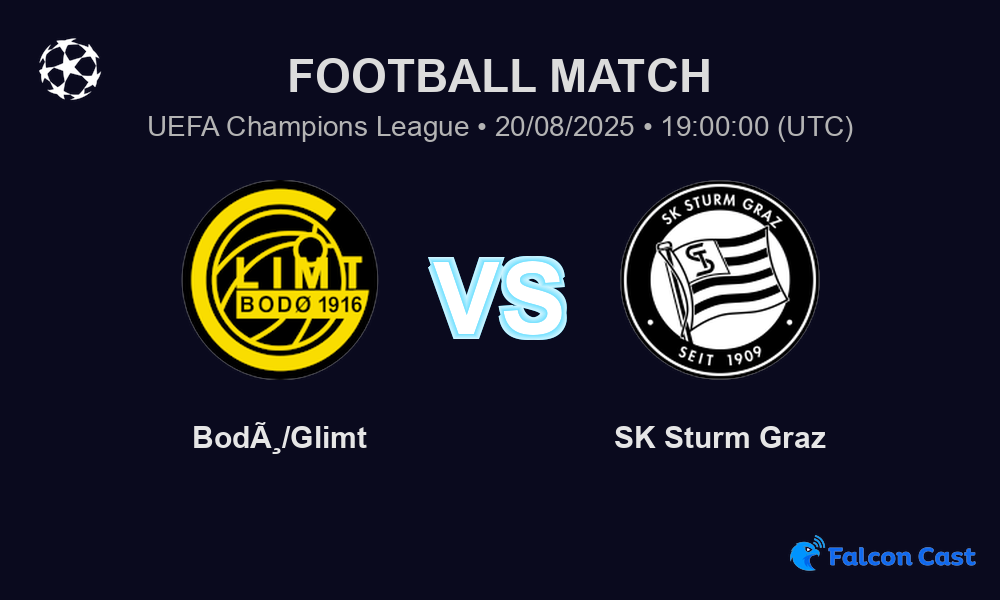 FOOTBALL MATCH
UEFA Champions League • 20/08/2025 • 19:00:00 (UTC)
LIMT
BODØ 1916
VS
SK STURM GRAZ
SEIT 1909
BodÃ¸/Glimt
SK Sturm Graz
Falcon Cast